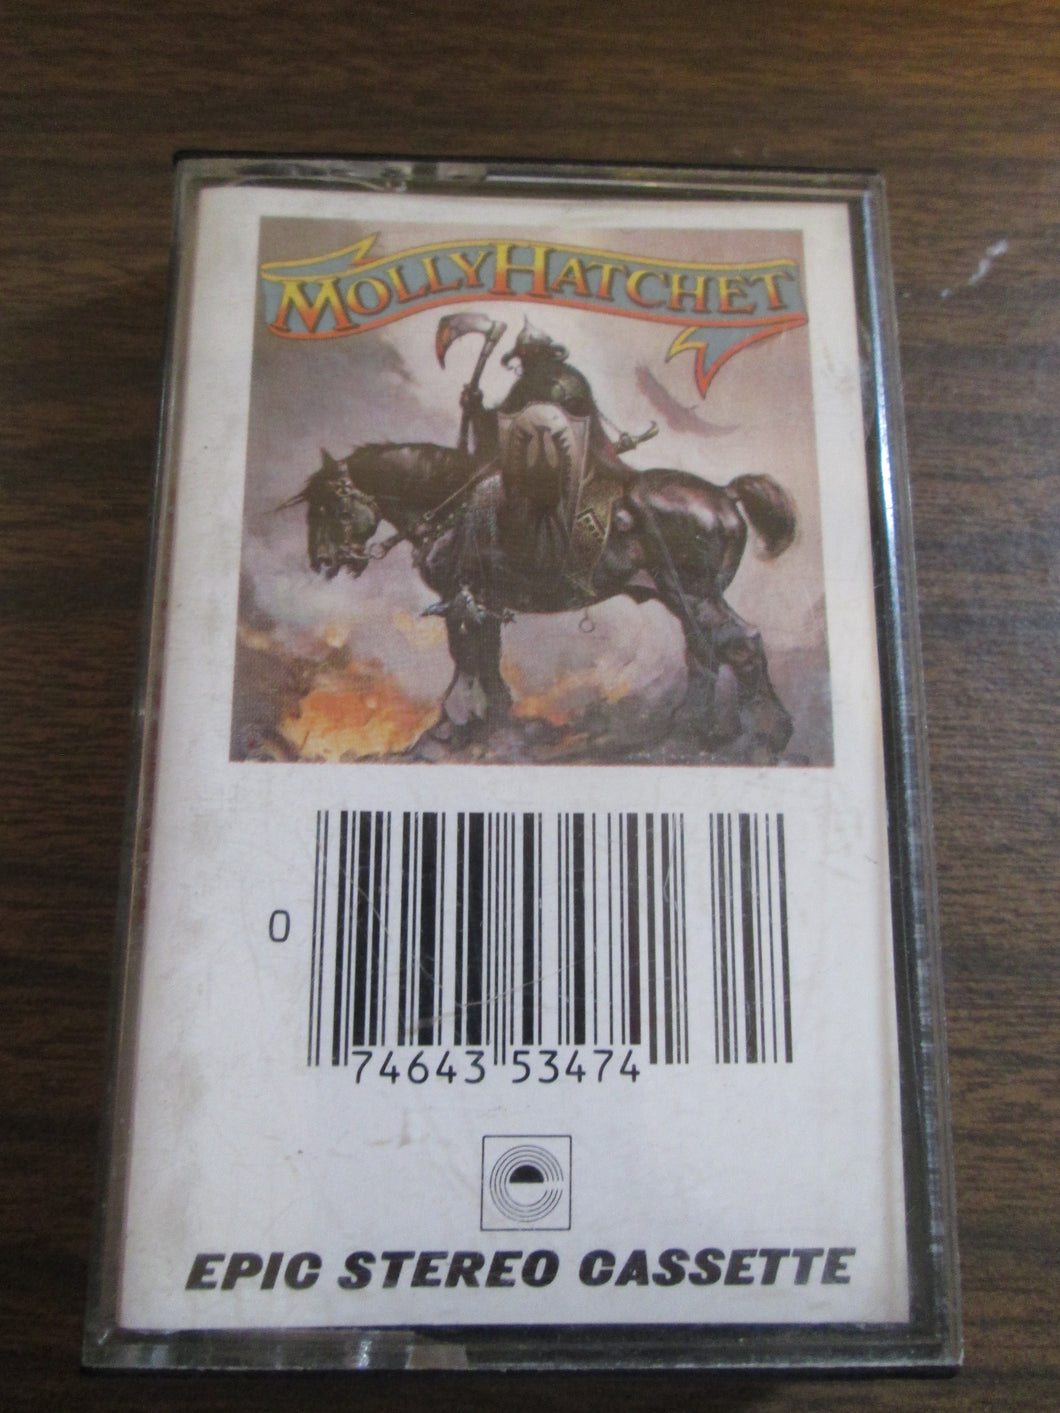 MOLLY HATCHET
0
74643 53474
EPIC STEREO CASSETTE